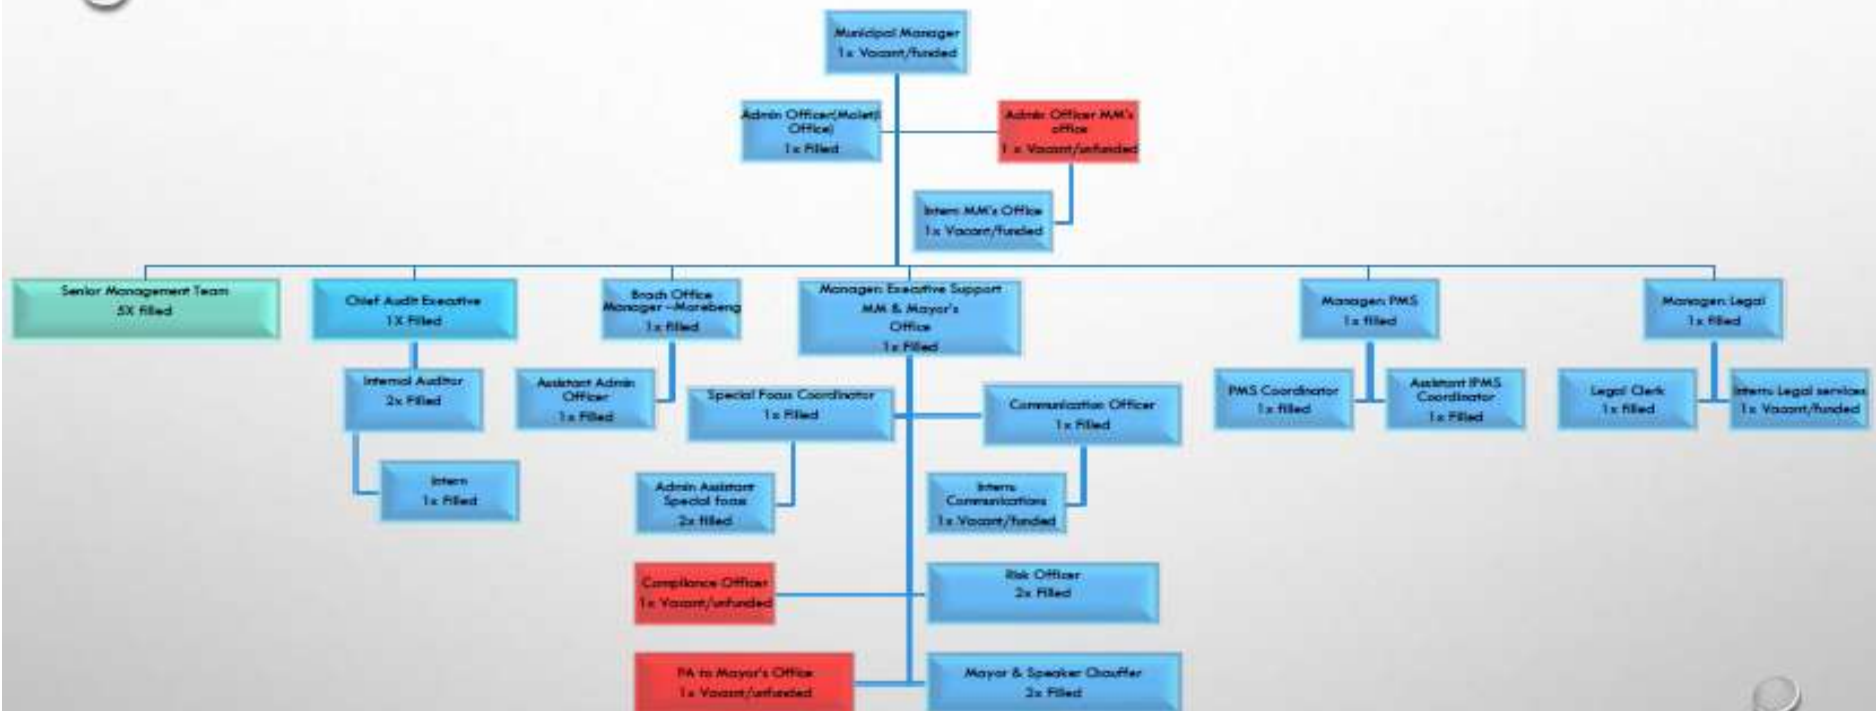 Municipal Manager
1x Vacant/funded
Admin Officer(Moletji
Office)
1x Filled
Admin Officer MM's
office
1 x Vacant/unfunded
Intern: MM's Office
1x Vacant/funded
Senior Management Team
5X filled
Chief Audit Executive
1X Filled
Brach Office
Manager -Morebeng
1x filled
Manager: Executive Support
MM & Mayor's
Office
1x Filled
Manager: PMS
1x filled
Manager: Legal
1x filled
Internal Auditor
2x Filled
Assistant Admin
Officer
1x Filled
Special Focus Coordinator
1x Filled
Communication Officer
1x Filled
PMS Coordinator
1x filled
Assistant IPMS
Coordinator
1x Filled
Legal Clerk
1x filled
Intern: Legal services
1x Vacant/funded
Intern
1x Filled
Admin Assistant
Special focus
2x filled
Intern:
Communications
1x Vacant/funded
Compliance Officer
1x Vacant/unfunded
Risk Officer
2x Filled
PA to Mayor's Office
1x Vacant/unfunded
Mayor & Speaker Chauffer
2x Filled